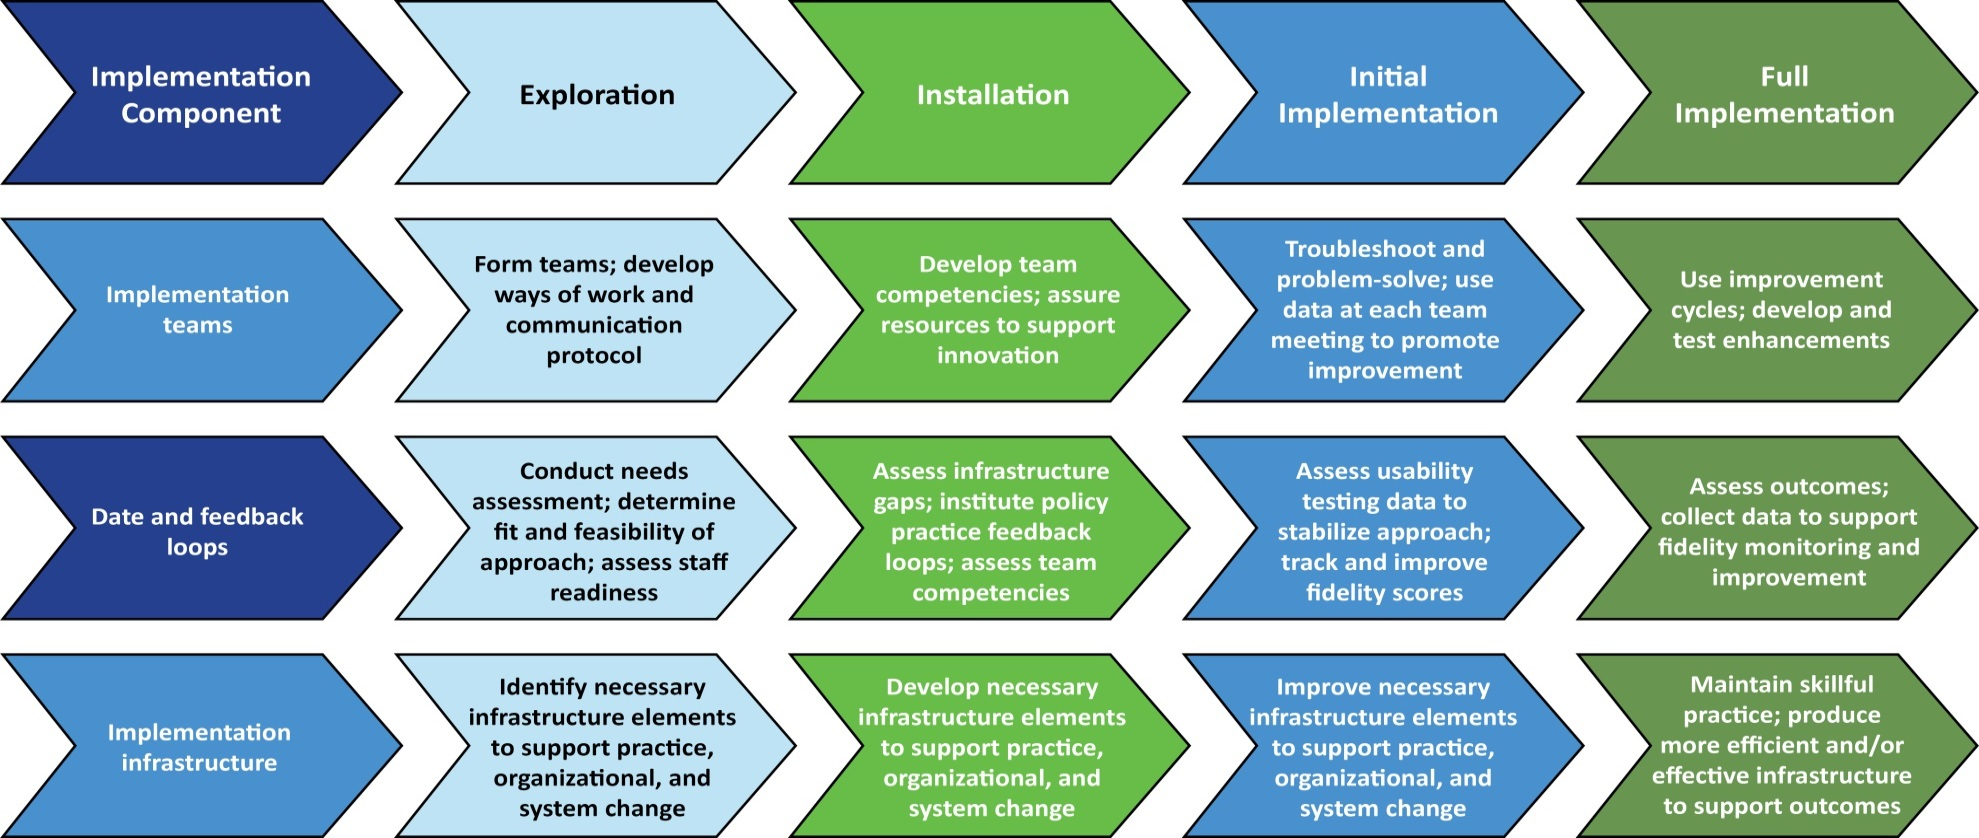 Implementation
Component
Exploration
Installation
Initial
Implementation
Full
Implementation
Implementation
teams
Form teams; develop
ways of work and
communication
protocol
Develop team
competencies; assure
resources to support
innovation
Troubleshoot and
problem-solve; use
data at each team
meeting to promote
improvement
Use improvement
cycles; develop and
test enhancements
Date and feedback
loops
Conduct needs
assessment; determine
fit and feasibility of
approach; assess staff
readiness
Assess infrastructure
gaps; institute policy
practice feedback
loops; assess team
competencies
Assess usability
testing data to
stabilize approach;
track and improve
fidelity scores
Assess outcomes;
collect data to support
fidelity monitoring and
improvement
Implementation
infrastructure
Identify necessary
infrastructure elements
to support practice,
organizational, and
system change
Develop necessary
infrastructure elements
to support practice,
organizational, and
system change
Improve necessary
infrastructure elements
to support practice,
organizational, and
system change
Maintain skillful
practice; produce
more efficient and/or
effective infrastructure
to support outcomes